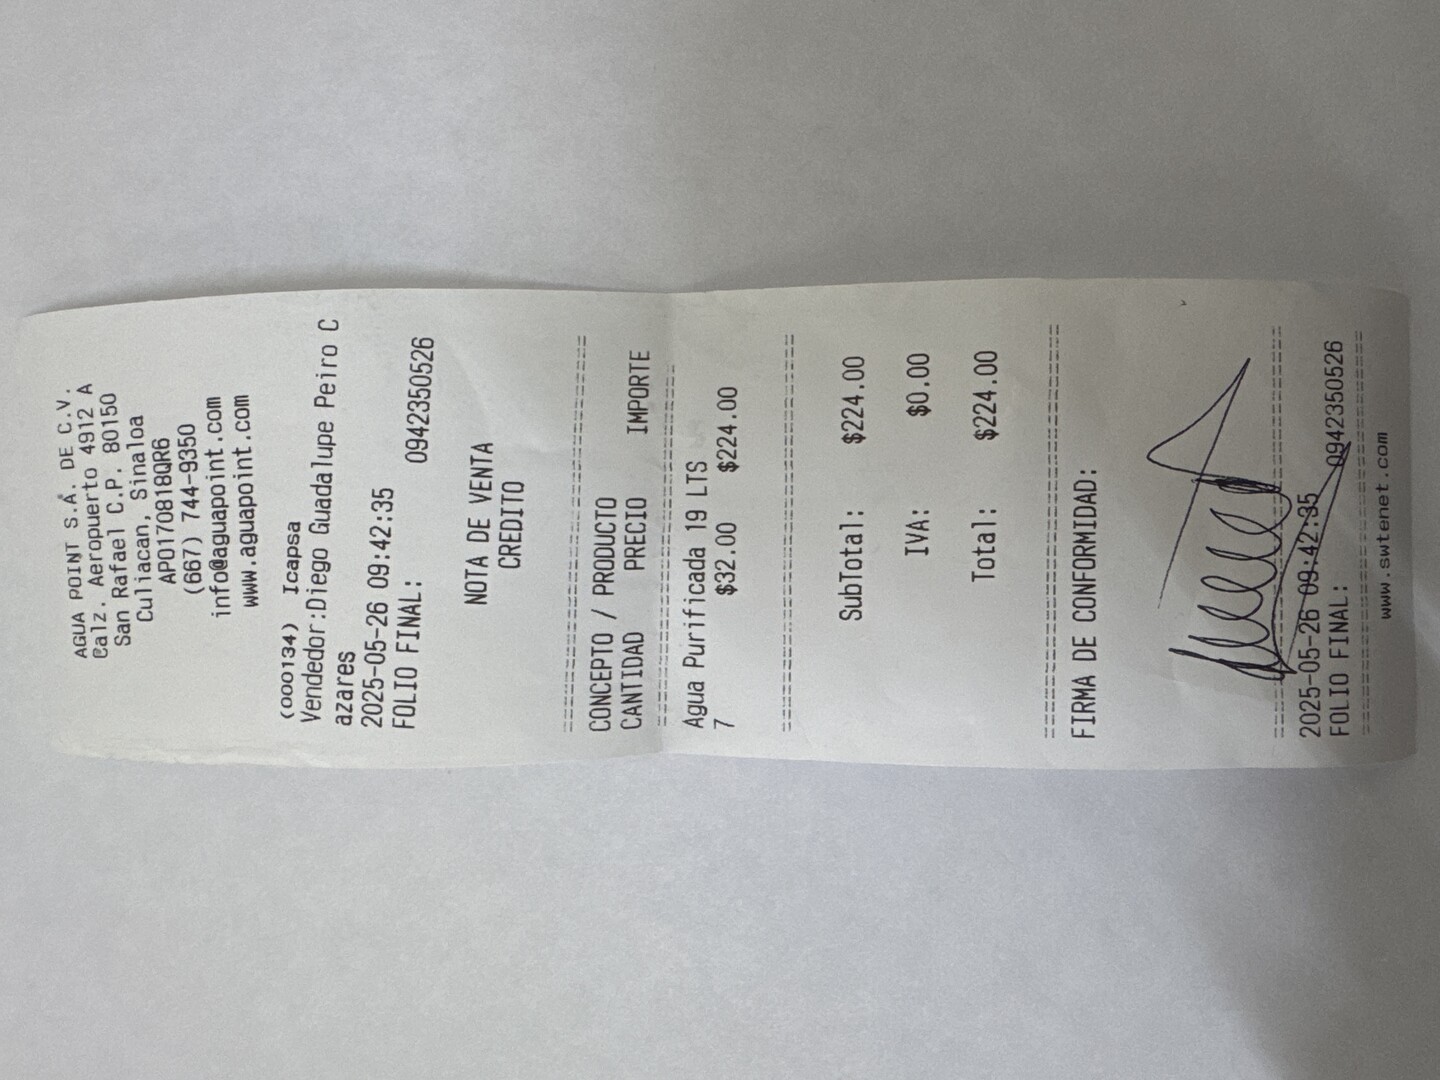 AGUA POINT S.A. DE C.V.
Calz. Aeropuerto 4912 A
San Rafael C.P. 80150
Culiacan, Sinaloa
APO170818QR6
(667) 744-9350
info@aguapoint.com
www.aguapoint.com
(000134) Icapsa
Vendedor:Diego Guadalupe Peiro C
azares
2025-05-26 09:42:35
FOLIO FINAL: 0942350526
NOTA DE VENTA
CREDITO
CONCEPTO / PRODUCTO
CANTIDAD PRECIO IMPORTE
Agua Purificada 19 LTS
7 $32.00 $224.00
SubTotal: $224.00
IVA: $0.00
Total: $224.00
FIRMA DE CONFORMIDAD:
2025-05-26 09:42:35
FOLIO FINAL: 0942350526
www.swtenet.com